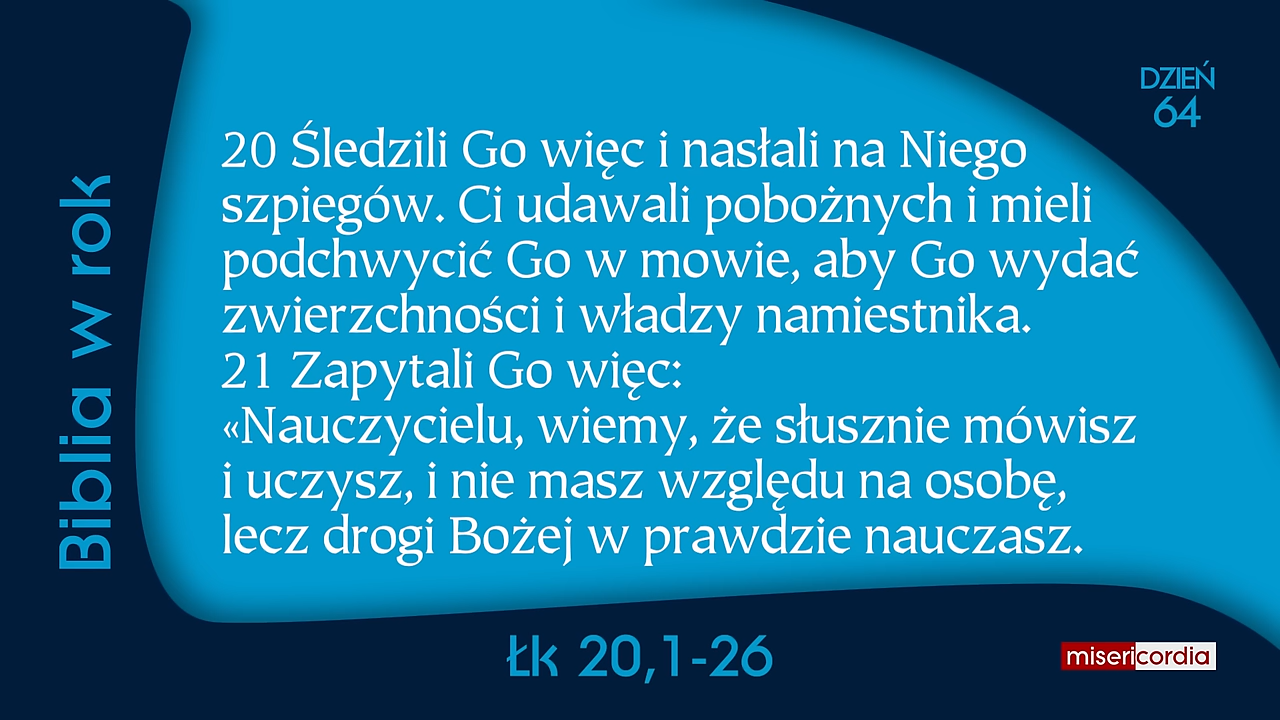 DZIEŃ
64
20 Śledzili Go więc i nasłali na Niego
szpiegów. Ci udawali pobożnych i mieli
podchwycić Go w mowie, aby Go wydać
zwierzchności i władzy namiestnika.
21 Zapytali Go więc:
«Nauczycielu, wiemy, że słusznie mówisz
i uczysz, i nie masz względu na osobę,
lecz drogi Bożej w prawdzie nauczasz.
Biblia w rok
Łk 20,1-26
misericordia